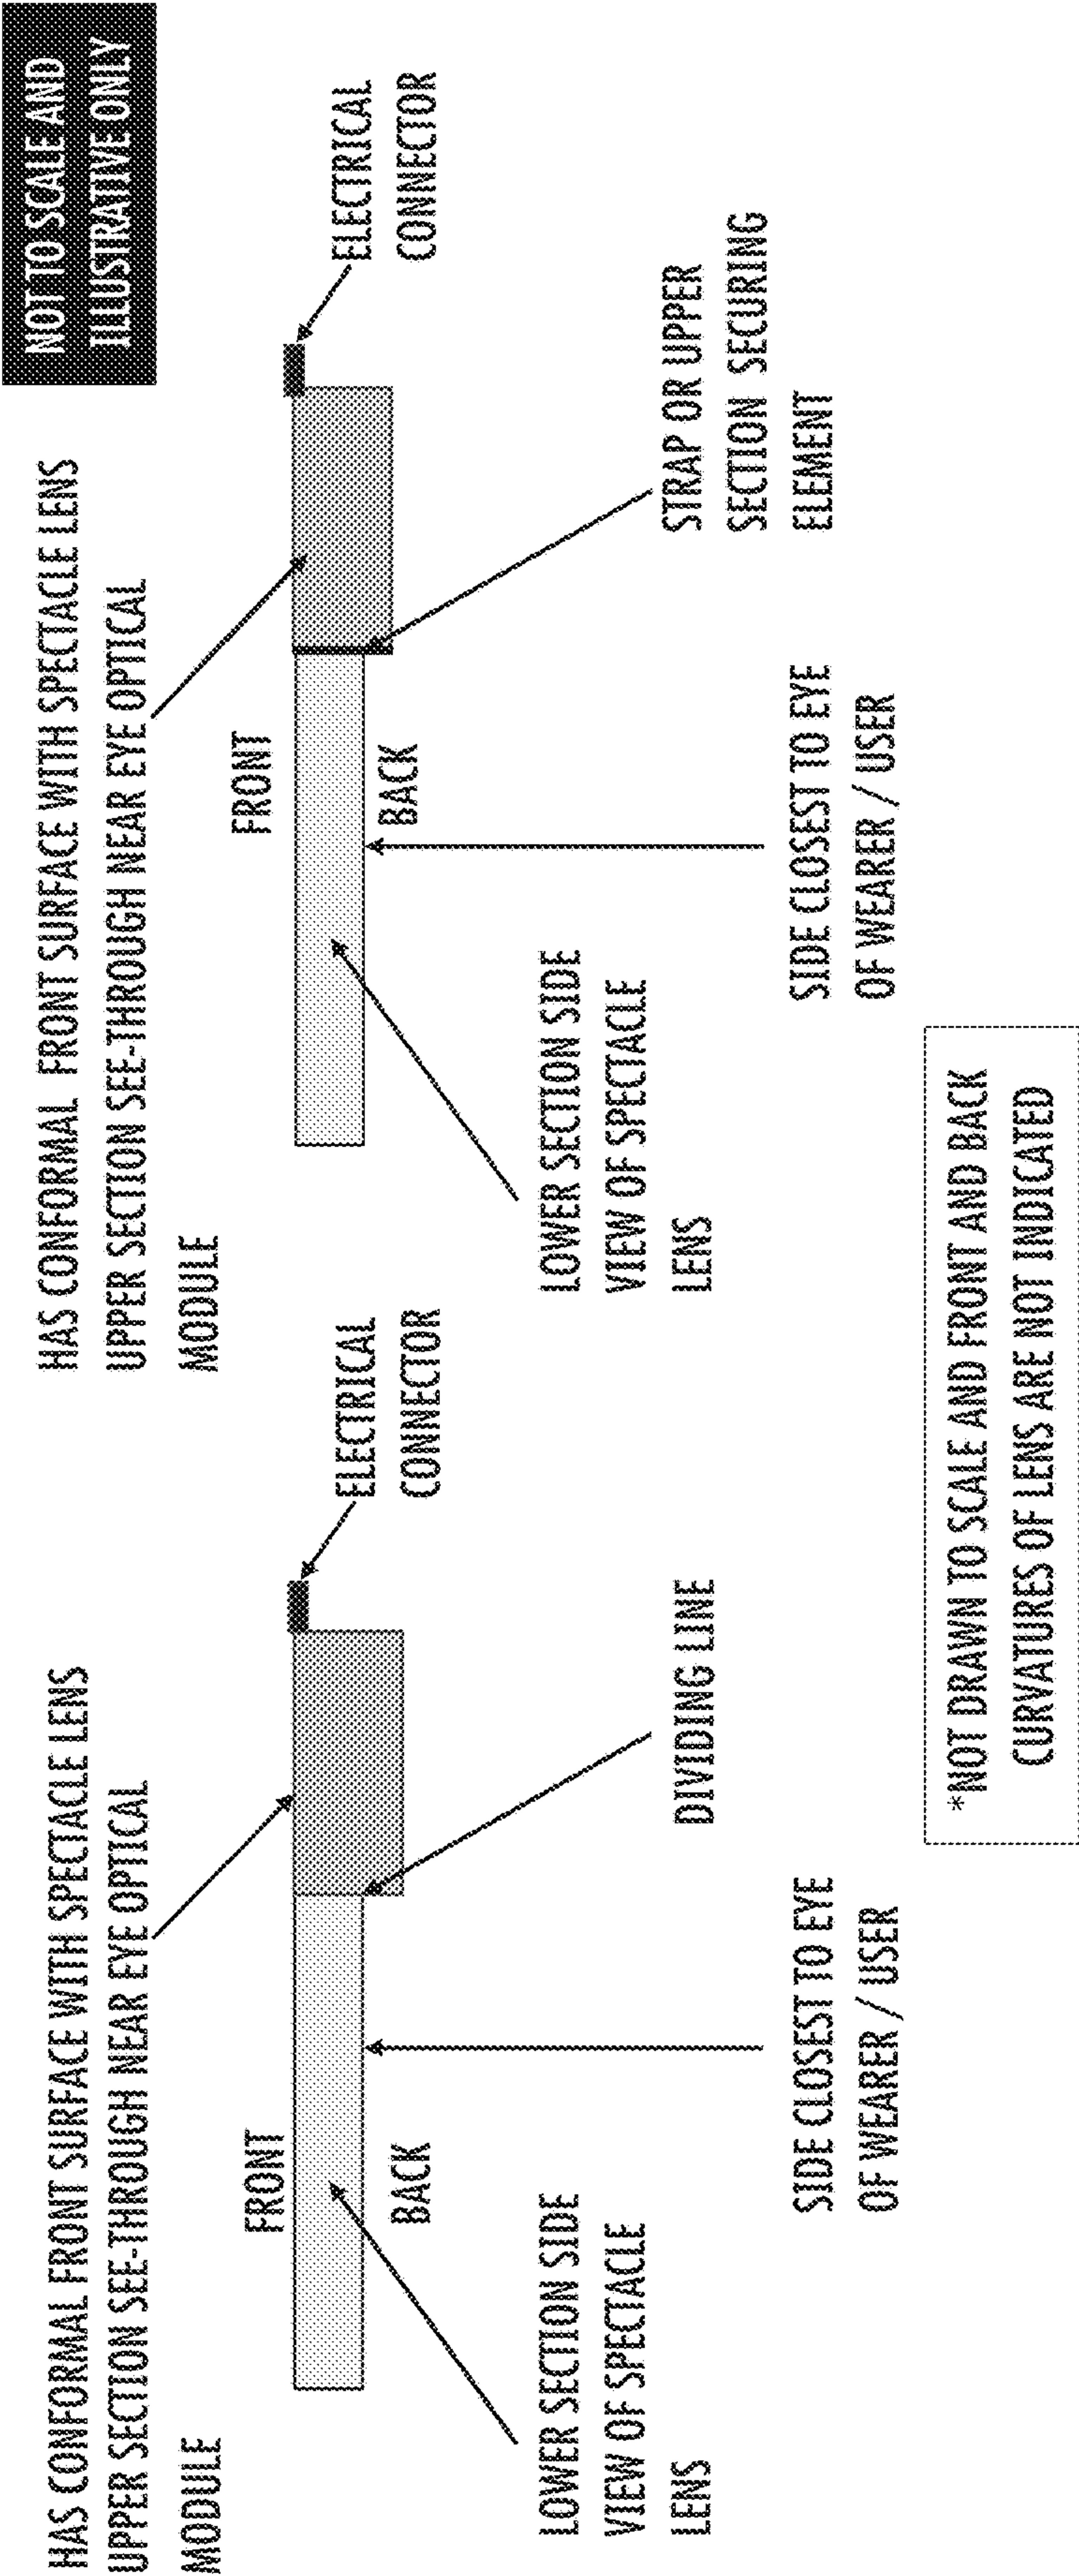 NOT TO SCALE AND
ILLUSTRATIVE ONLY
HAS CONFORMAL FRONT SURFACE WITH SPECTACLE LENS
UPPER SECTION SEE-THROUGH NEAR EYE OPTICAL
MODULE
ELECTRICAL
CONNECTOR
FRONT
BACK
LOWER SECTION SIDE
VIEW OF SPECTACLE
LENS
DIVIDING LINE
SIDE CLOSEST TO EYE
OF WEARER / USER
HAS CONFORMAL FRONT SURFACE WITH SPECTACLE LENS
UPPER SECTION SEE-THROUGH NEAR EYE OPTICAL
MODULE
ELECTRICAL
CONNECTOR
FRONT
BACK
LOWER SECTION SIDE
VIEW OF SPECTACLE
LENS
STRAP OR UPPER
SECTION SECURING
ELEMENT
SIDE CLOSEST TO EYE
OF WEARER / USER
*NOT DRAWN TO SCALE AND FRONT AND BACK
CURVATURES OF LENS ARE NOT INDICATED